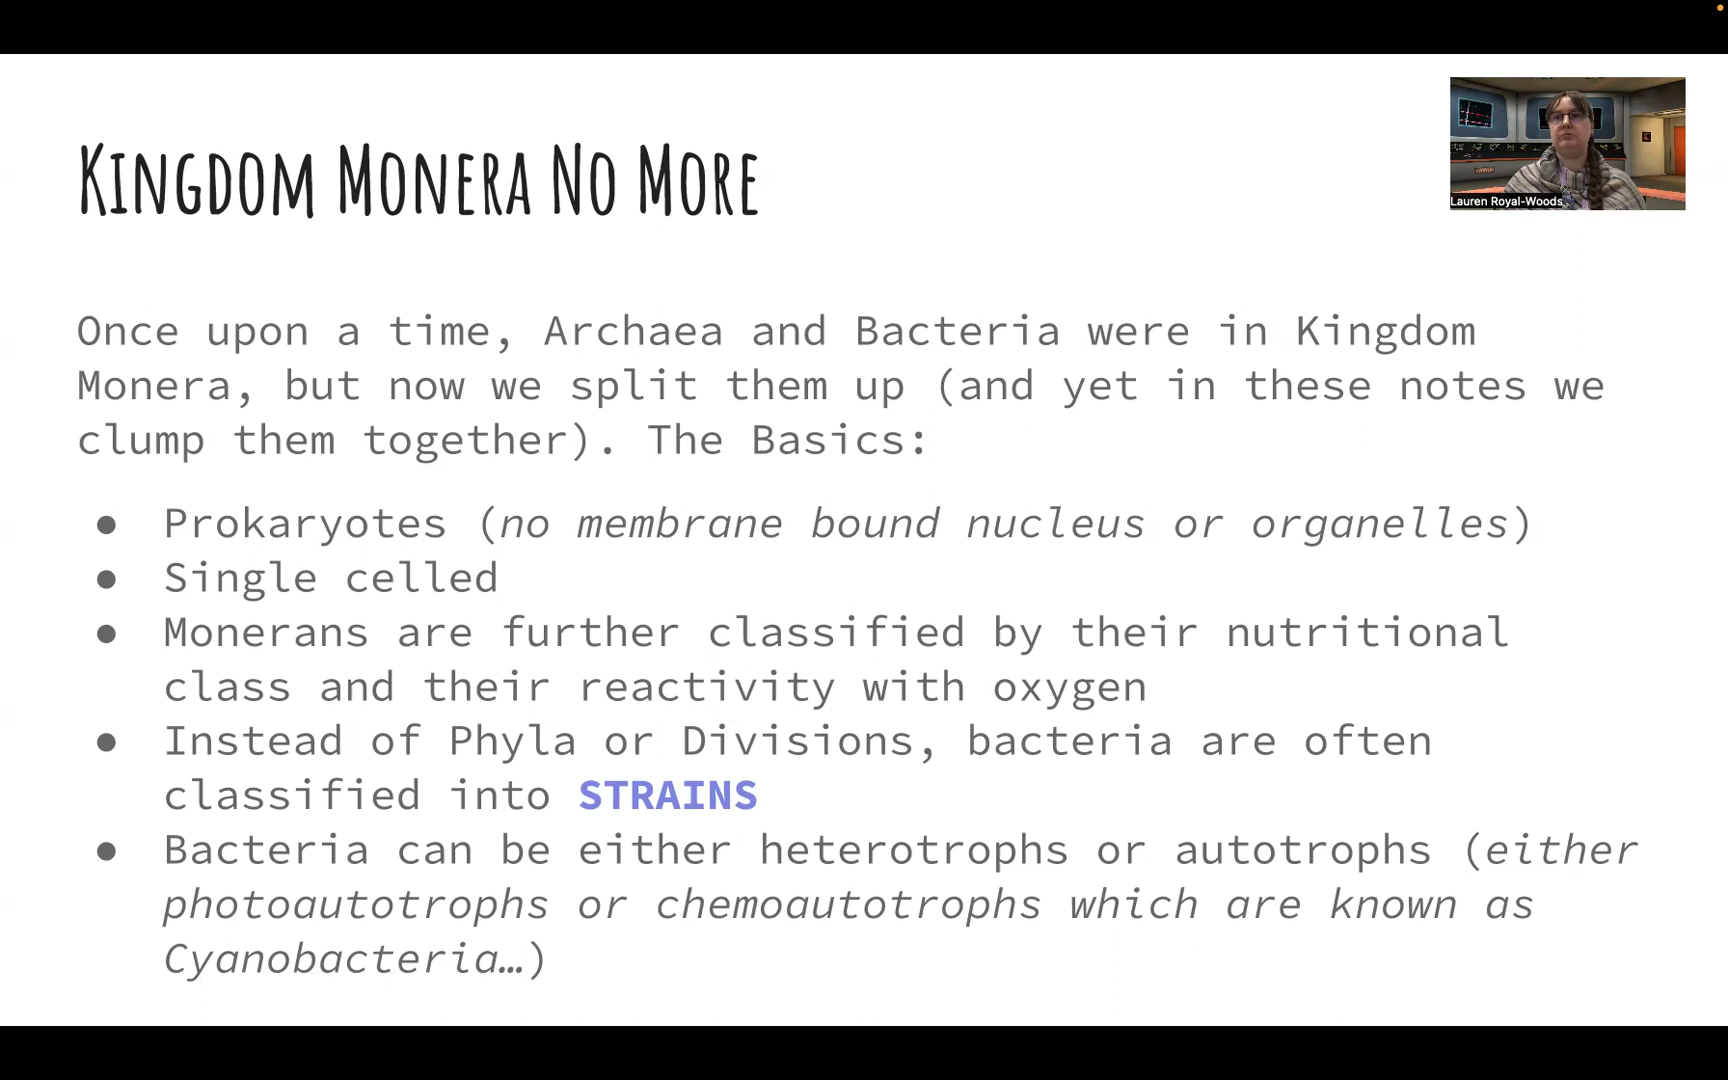 Kingdom Monera No More
Lauren Royal-Woods
Once upon a time, Archaea and Bacteria were in Kingdom
Monera, but now we split them up (and yet in these notes we
clump them together). The Basics:
● Prokaryotes (no membrane bound nucleus or organelles)
● Single celled
● Monerans are further classified by their nutritional
class and their reactivity with oxygen
● Instead of Phyla or Divisions, bacteria are often
classified into STRAINS
● Bacteria can be either heterotrophs or autotrophs (either
photoautotrophs or chemoautotrophs which are known as
Cyanobacteria…)